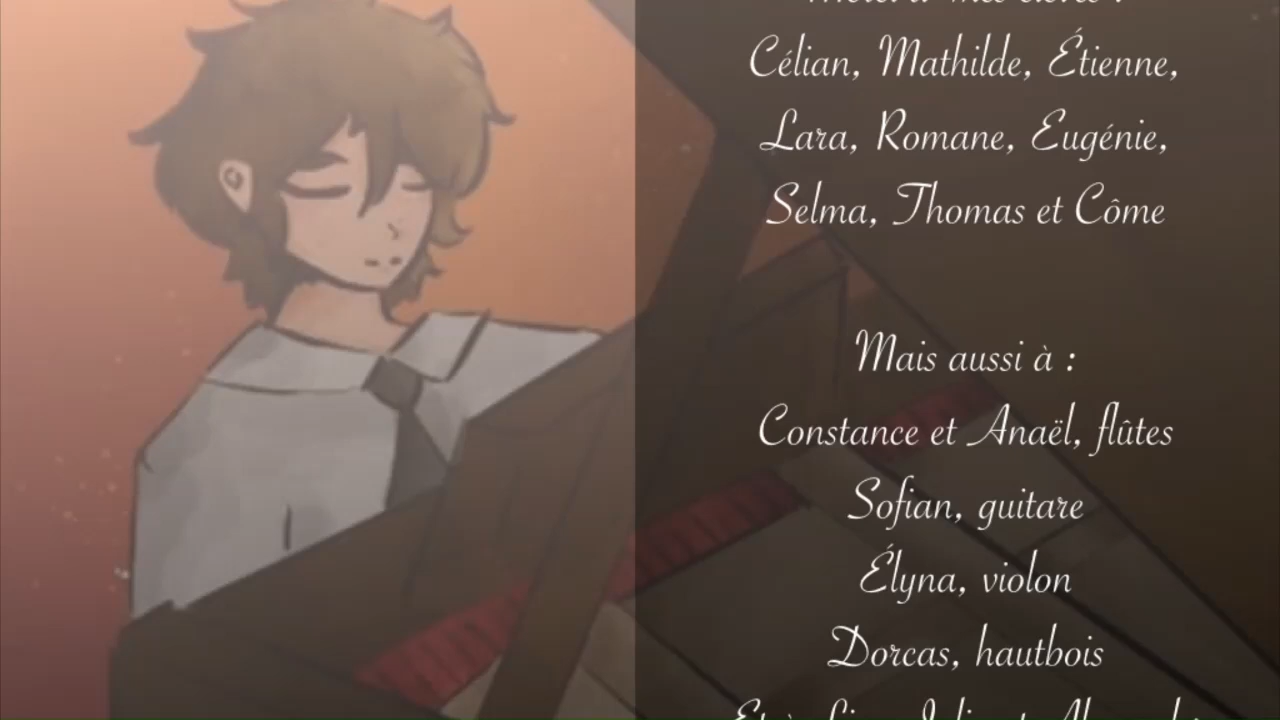 Célian, Mathilde, Étienne,
Lara, Romane, Eugénie,
Selma, Thomas et Côme
Mais aussi à :
Constance et Anaël, flûtes
Sofian, guitare
Élyna, violon
Dorcas, hautbois